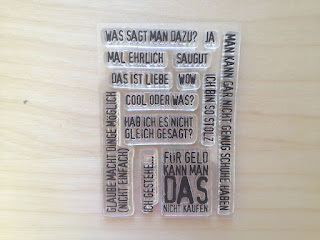 WAS SAGT MAN DAZU?
JA
MAL EHRLICH
SAUGUT
DAS IST LIEBE
WOW
COOL ODER WAS?
HAB ICH ES NICHT
GLEICH GESAGT?
ICH BIN SO STOLZ
MAN KANN GAR NICHT GENUG SCHUHE HABEN
GLAUBE MACHT DINGE MÖGLICH
(NICHT EINFACH)
ICH GESTEHE...
FÜR GELD
KANN MAN
DAS
NICHT KAUFEN